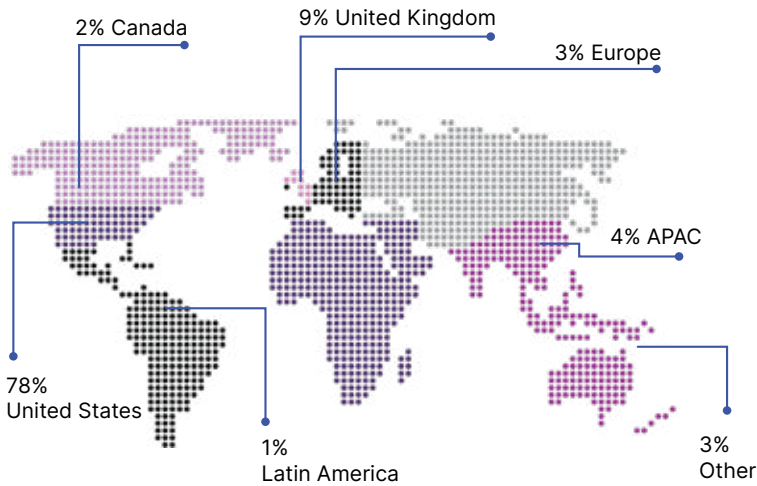 2% Canada
9% United Kingdom
3% Europe
4% APAC
78%
United States
1%
Latin America
3%
Other